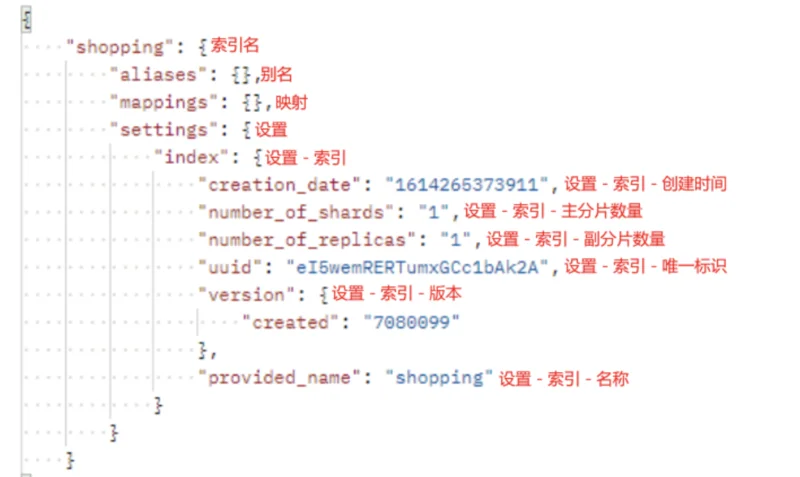 {
"shopping": {索引名
"aliases": {},别名
"mappings": {},映射
"settings": {设置
"index": {设置 - 索引
"creation_date": "1614265373911",设置 - 索引 - 创建时间
"number_of_shards": "1",设置 - 索引 - 主分片数量
"number_of_replicas": "1",设置 - 索引 - 副分片数量
"uuid": "eI5wemRERTumxGCc1bAk2A",设置 - 索引 - 唯一标识
"version": {设置 - 索引 - 版本
"created": "7080099"
},
"provided_name": "shopping"设置 - 索引 - 名称
}
}
}